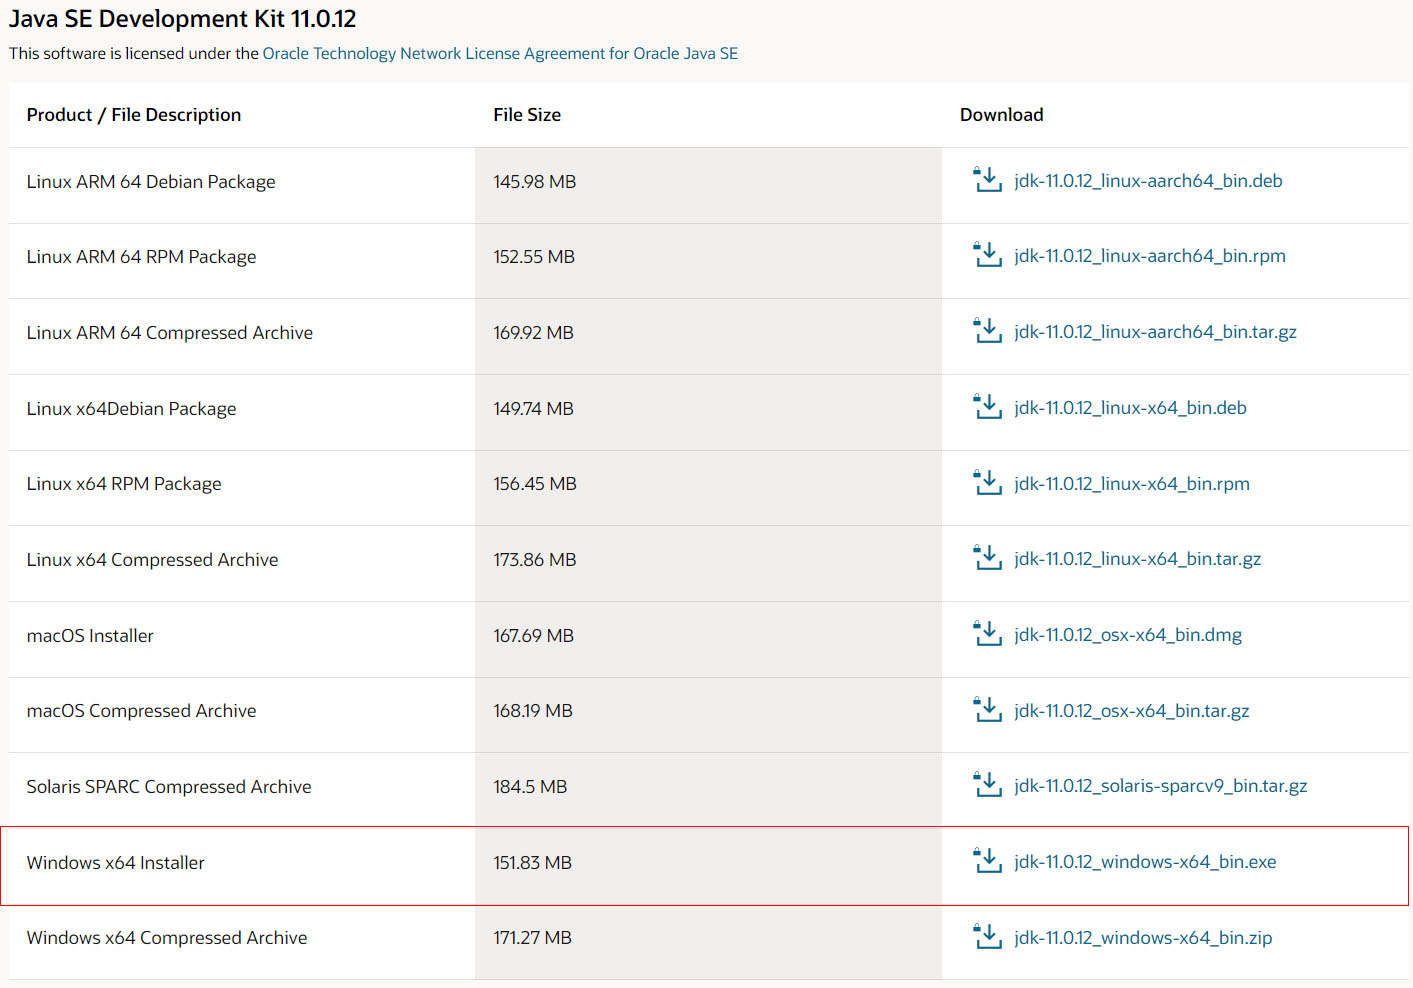 Java SE Development Kit 11.0.12
This software is licensed under the Oracle Technology Network License Agreement for Oracle Java SE
Product / File Description File Size Download
Linux ARM 64 Debian Package 145.98 MB jdk-11.0.12_linux-aarch64_bin.deb
Linux ARM 64 RPM Package 152.55 MB jdk-11.0.12_linux-aarch64_bin.rpm
Linux ARM 64 Compressed Archive 169.92 MB jdk-11.0.12_linux-aarch64_bin.tar.gz
Linux x64Debian Package 149.74 MB jdk-11.0.12_linux-x64_bin.deb
Linux x64 RPM Package 156.45 MB jdk-11.0.12_linux-x64_bin.rpm
Linux x64 Compressed Archive 173.86 MB jdk-11.0.12_linux-x64_bin.tar.gz
macOS Installer 167.69 MB jdk-11.0.12_osx-x64_bin.dmg
macOS Compressed Archive 168.19 MB jdk-11.0.12_osx-x64_bin.tar.gz
Solaris SPARC Compressed Archive 184.5 MB jdk-11.0.12_solaris-sparcv9_bin.tar.gz
Windows x64 Installer 151.83 MB jdk-11.0.12_windows-x64_bin.exe
Windows x64 Compressed Archive 171.27 MB jdk-11.0.12_windows-x64_bin.zip